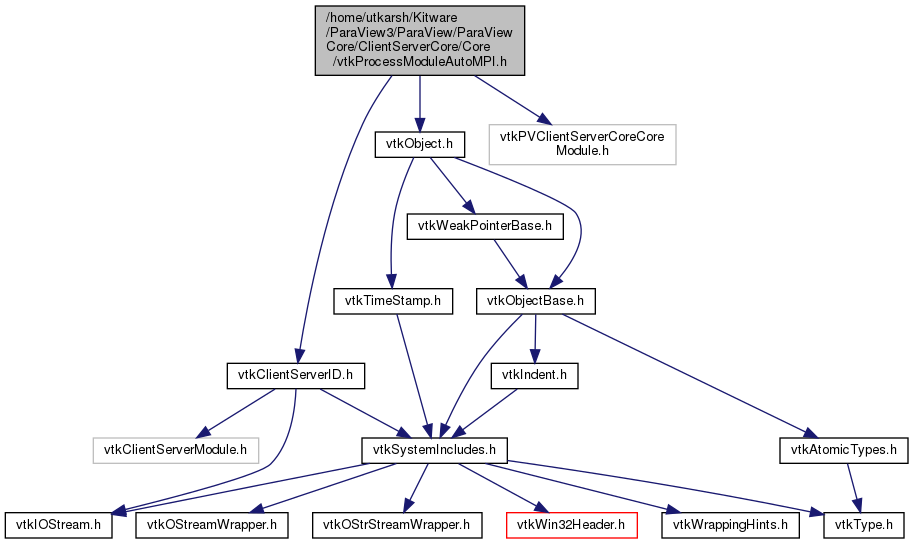 /home/utkarsh/Kitware
/ParaView3/ParaView/ParaView
Core/ClientServerCore/Core
/vtkProcessModuleAutoMPI.h
vtkObject.h
vtkPVClientServerCoreCore
Module.h
vtkWeakPointerBase.h
vtkTimeStamp.h
vtkObjectBase.h
vtkClientServerID.h
vtkIndent.h
vtkClientServerModule.h
vtkSystemIncludes.h
vtkAtomicTypes.h
vtkIOStream.h
vtkOStreamWrapper.h
vtkOStrStreamWrapper.h
vtkWin32Header.h
vtkWrappingHints.h
vtkType.h